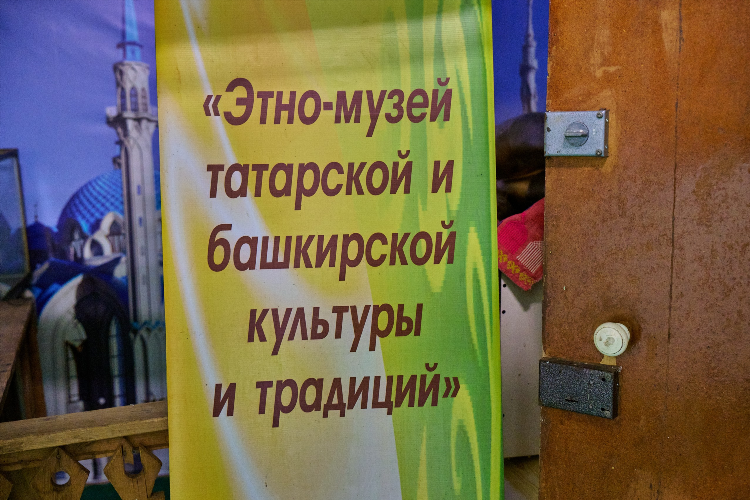 «Этно-музей
татарской и
башкирской
культуры
и традиций»